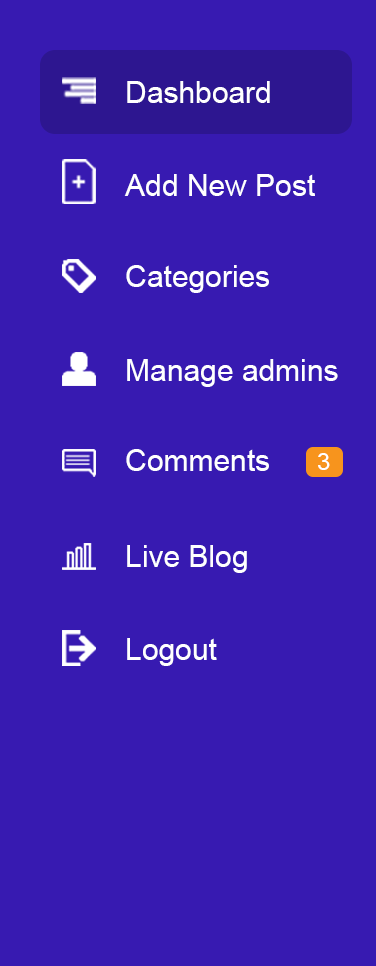 Dashboard
Add New Post
Categories
Manage admins
Comments 3
Live Blog
Logout